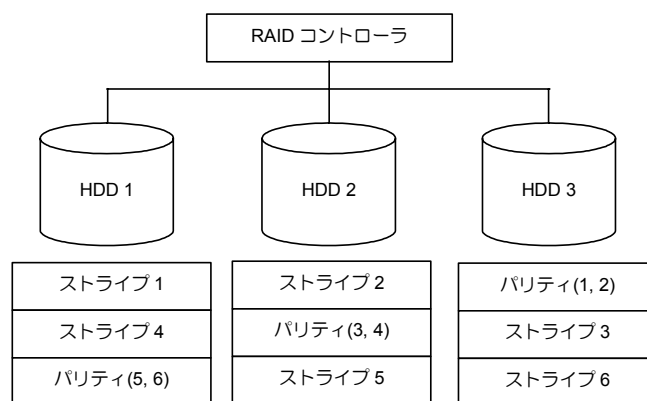 RAID コントローラ
HDD 1
HDD 2
HDD 3
ストライプ 1
ストライプ 2
パリティ(1, 2)
ストライプ 4
パリティ(3, 4)
ストライプ 3
パリティ(5, 6)
ストライプ 5
ストライプ 6